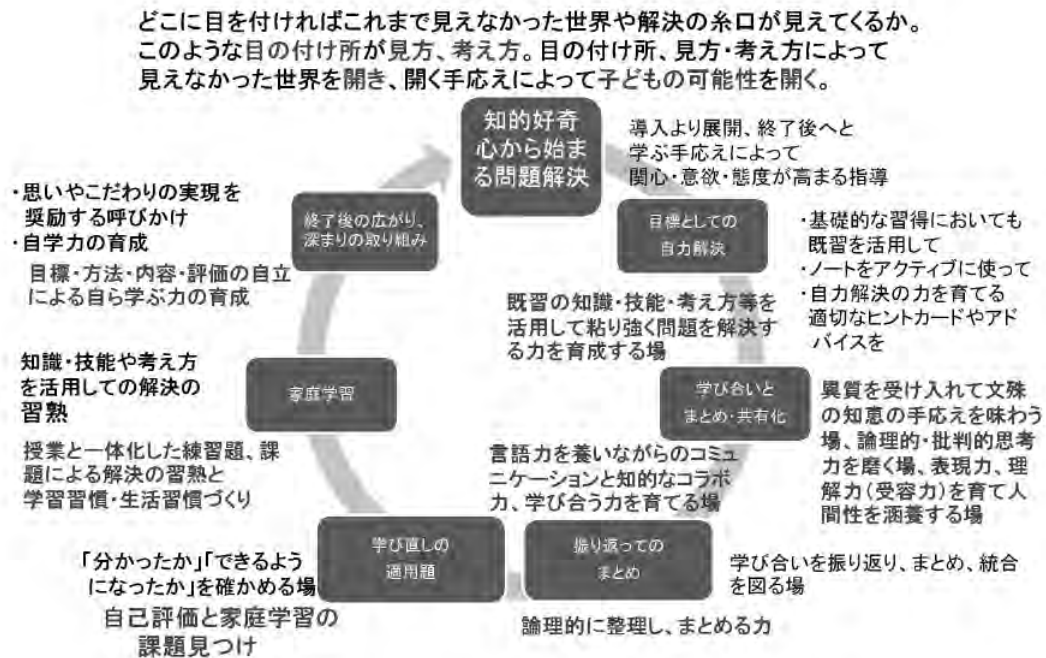 どこに目を付ければこれまで見えなかった世界や解決の糸口が見えてくるか。
このような目の付け所が見方、考え方。目の付け所、見方・考え方によって
見えなかった世界を開き、開く手応えによって子どもの可能性を開く。
知的好奇
心から始ま
る問題解決
導入より展開、終了後へと
学ぶ手応えによって
関心・意欲・態度が高まる指導
目標としての
自力解決
・基礎的な習得においても
既習を活用して
・ノートをアクティブに使って
・自力解決の力を育てる
適切なヒントカードやアド
バイスを
既習の知識・技能・考え方等を
活用して粘り強く問題を解決す
る力を育成する場
学び合いと
まとめ・共有化
異質を受け入れて文殊
の知恵の手応えを味わう
場、論理的・批判的思考
力を磨く場、表現力、理
解力(受容力)を育て人
間性を涵養する場
言語力を養いながらのコミュ
ニケーションと知的なコラボ
力、学び合う力を育てる場
振り返っての
まとめ
学び合いを振り返り、まとめ、統合
を図る場
論理的に整理し、まとめる力
学び直しの
適用題
「分かったか」「できるよう
になったか」を確かめる場
自己評価と家庭学習の
課題見つけ
家庭学習
知識・技能や考え方
を活用しての解決の
習熟
授業と一体化した練習題、課
題による解決の習熟と
学習習慣・生活習慣づくり
終了後の広がり、
深まりの取り組み
・思いやこだわりの実現を
奨励する呼びかけ
・自学力の育成
目標・方法・内容・評価の自立
による自ら学ぶ力の育成